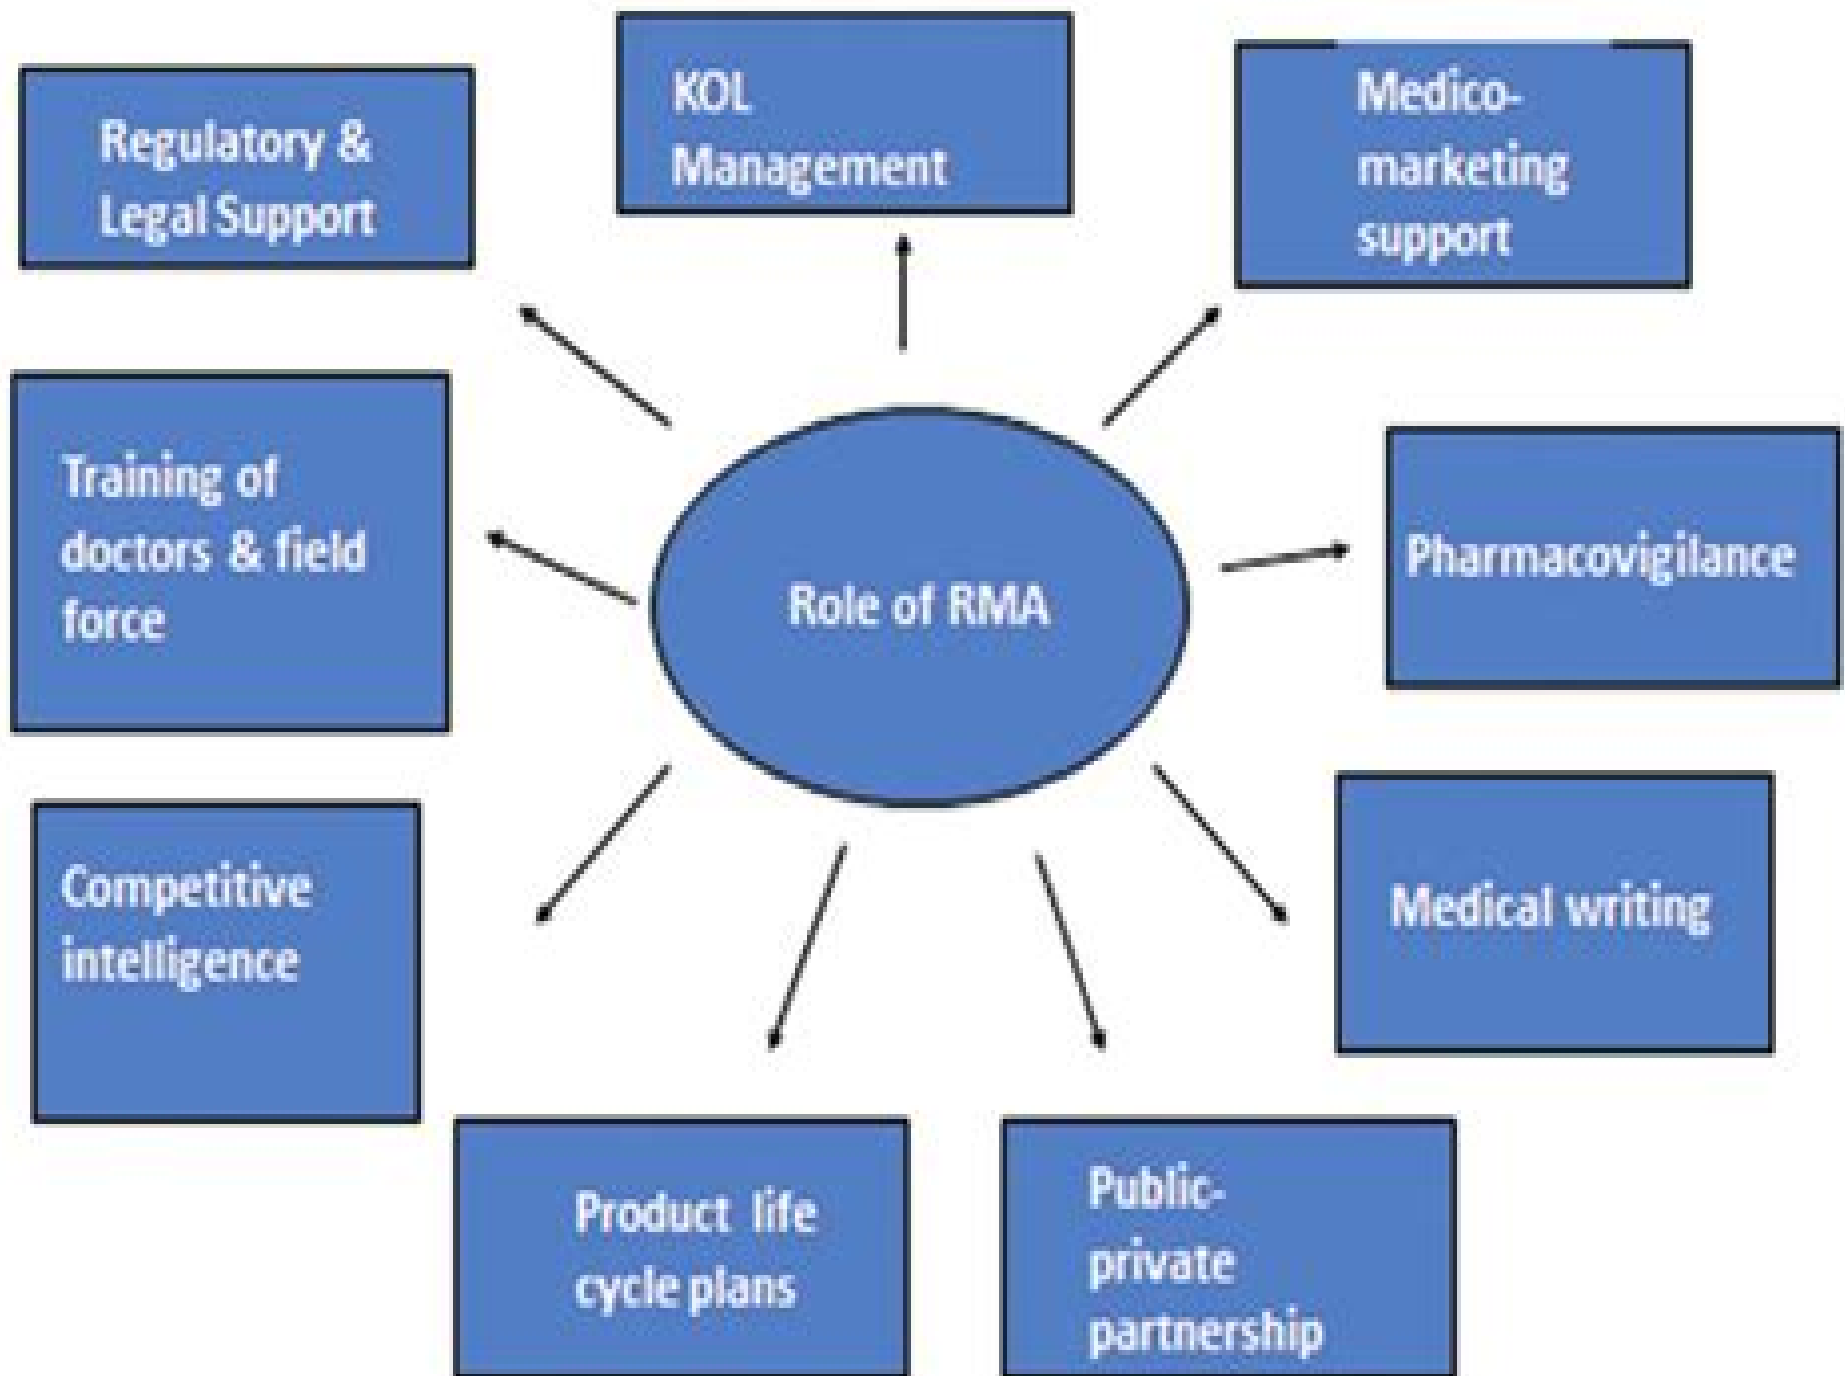 KOL
Management
Medico-
marketing
support
Regulatory &
Legal Support
Training of
doctors & field
force
Role of RMA
Pharmacovigilance
Competitive
intelligence
Medical writing
Product life
cycle plans
Public-
private
partnership